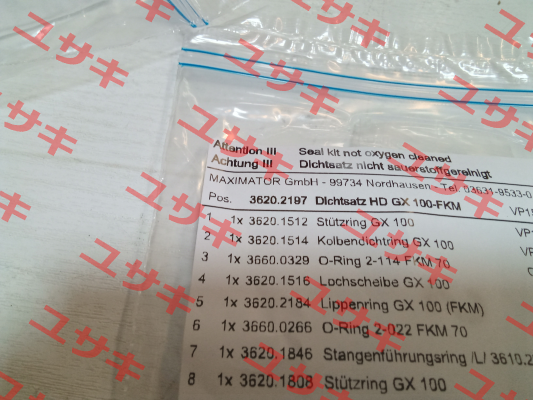 Attention III Seal kit not oxygen cleaned
Achtung III Dichtsatz nicht sauerstoffgereinigt
MAXIMATOR GmbH - 99734 Nordhausen - Tel. 03631-9533-0
Pos. 3620.2197 Dichtsatz HD GX 100-FKM
1 1x 3620.1512 Stützring GX 100
2 1x 3620.1514 Kolbendichtring GX 100
3 1x 3660.0329 O-Ring 2-114 FKM 70
4 1x 3620.1516 Lochscheibe GX 100
5 1x 3620.2184 Lippenring GX 100 (FKM)
6 1x 3660.0266 O-Ring 2-022 FKM 70
7 1x 3620.1846 Stangenführungsring /L/ 3610.2
8 1x 3620.1808 Stützring GX 100
ユサキ